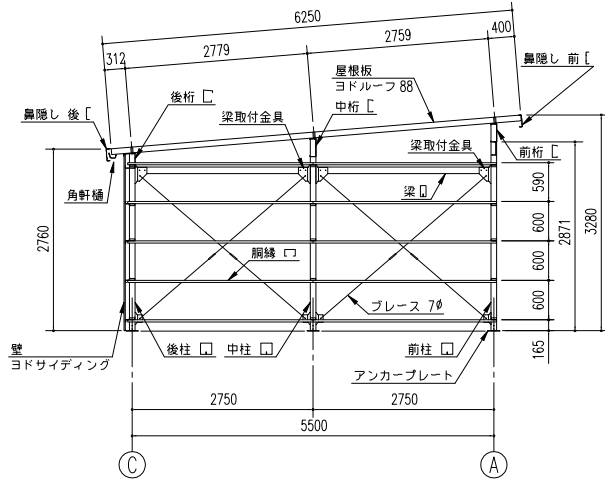 6250
312
2779
2759
400
鼻隠し 前 [
屋根板
ヨドルーフ 88
後桁 [
鼻隠し 後 [
梁取付金具
中桁 [
梁取付金具
前桁 [
角軒樋
梁
590
600
600
600
165
2871
3280
2760
胴縁
ブレース 7φ
壁
ヨドサイディング
後柱
中柱
前柱
アンカープレート
2750
2750
5500
C
A